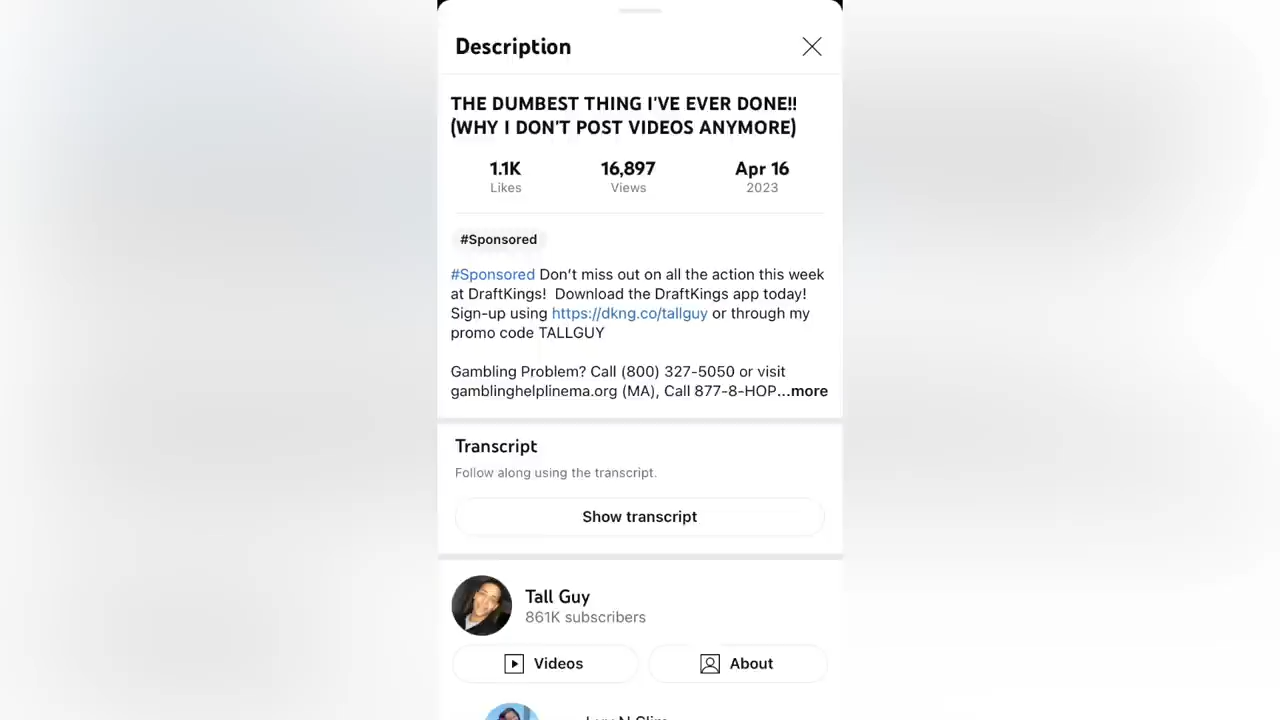 Description
THE DUMBEST THING I'VE EVER DONE!!
(WHY I DON'T POST VIDEOS ANYMORE)
1.1K 16,897 Apr 16
Likes Views 2023
#Sponsored
#Sponsored Don't miss out on all the action this week
at DraftKings! Download the DraftKings app today!
Sign-up using https://dkng.co/tallguy or through my
promo code TALLGUY
Gambling Problem? Call (800) 327-5050 or visit
gamblinghelplinema.org (MA), Call 877-8-HOP...more
Transcript
Follow along using the transcript.
Show transcript
Tall Guy
861K subscribers
Videos About